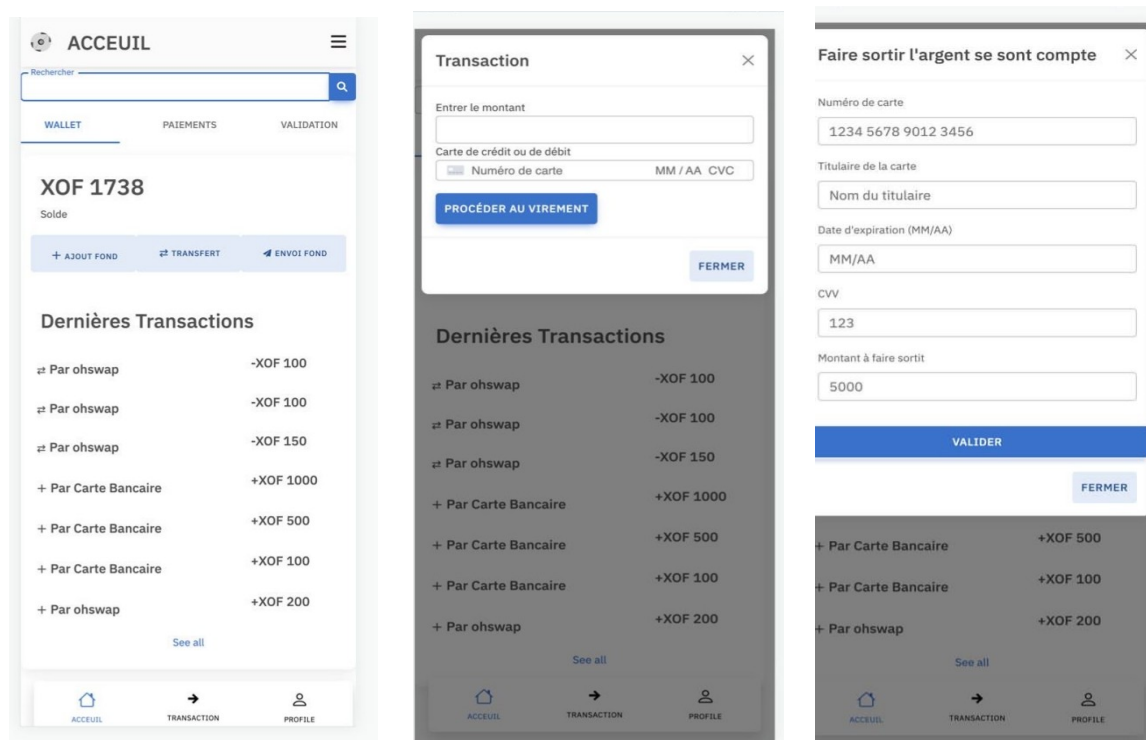 ACCEUIL
Rechercher
WALLET PAIEMENTS VALIDATION
XOF 1738
Solde
+ AJOUT FOND ⇄ TRANSFERT ENVOI FOND
Dernières Transactions
⇄ Par ohswap -XOF 100
⇄ Par ohswap -XOF 100
⇄ Par ohswap -XOF 150
+ Par Carte Bancaire +XOF 1000
+ Par Carte Bancaire +XOF 500
+ Par Carte Bancaire +XOF 100
+ Par ohswap +XOF 200
See all
ACCEUIL TRANSACTION PROFILE
Transaction
Entrer le montant
Carte de crédit ou de débit
Numéro de carte MM / AA CVC
PROCÉDER AU VIREMENT
FERMER
Dernières Transactions
⇄ Par ohswap -XOF 100
⇄ Par ohswap -XOF 100
⇄ Par ohswap -XOF 150
+ Par Carte Bancaire +XOF 1000
+ Par Carte Bancaire +XOF 500
+ Par Carte Bancaire +XOF 100
+ Par ohswap +XOF 200
See all
ACCEUIL TRANSACTION PROFILE
Faire sortir l'argent se sont compte
Numéro de carte
1234 5678 9012 3456
Titulaire de la carte
Nom du titulaire
Date d'expiration (MM/AA)
MM/AA
CVV
123
Montant à faire sortit
5000
VALIDER
FERMER
+ Par Carte Bancaire +XOF 500
+ Par Carte Bancaire +XOF 100
+ Par ohswap +XOF 200
See all
ACCEUIL TRANSACTION PROFILE